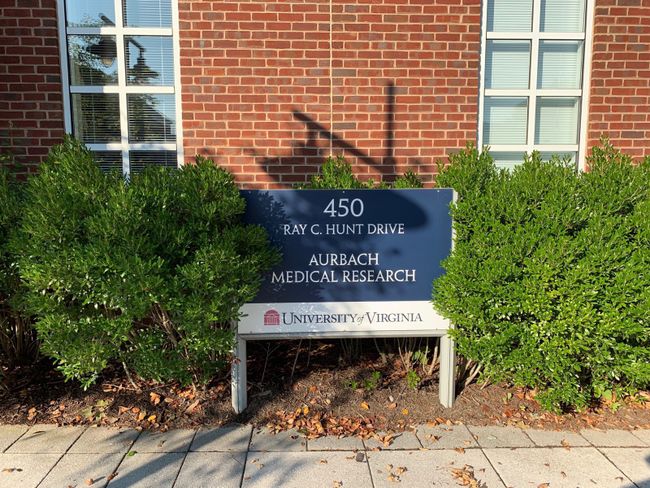 450
RAY C. HUNT DRIVE
AURBACH
MEDICAL RESEARCH
UNIVERSITY of VIRGINIA